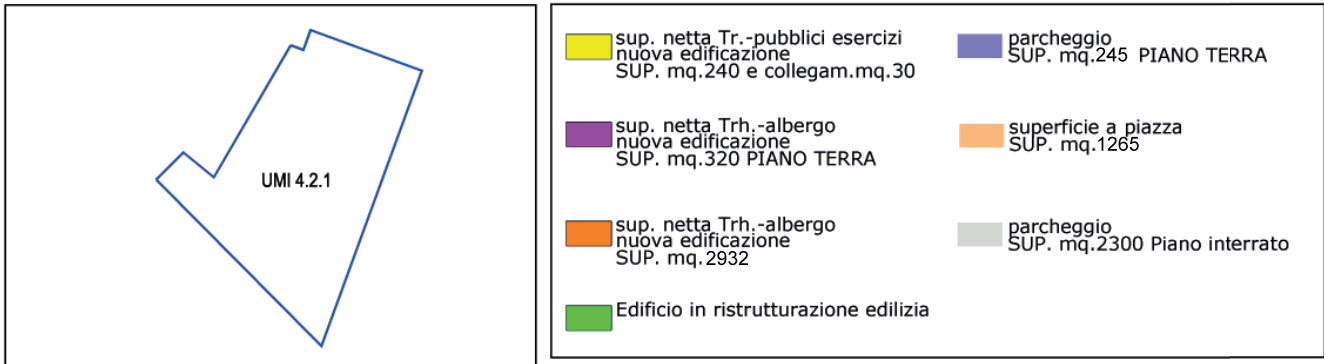 UMI 4.2.1
sup. netta Tr.-pubblici esercizi
nuova edificazione
SUP. mq.240 e collegam.mq.30
sup. netta Trh.-albergo
nuova edificazione
SUP. mq.320 PIANO TERRA
sup. netta Trh.-albergo
nuova edificazione
SUP. mq.2932
Edificio in ristrutturazione edilizia
parcheggio
SUP. mq.245 PIANO TERRA
superficie a piazza
SUP. mq.1265
parcheggio
SUP. mq.2300 Piano interrato